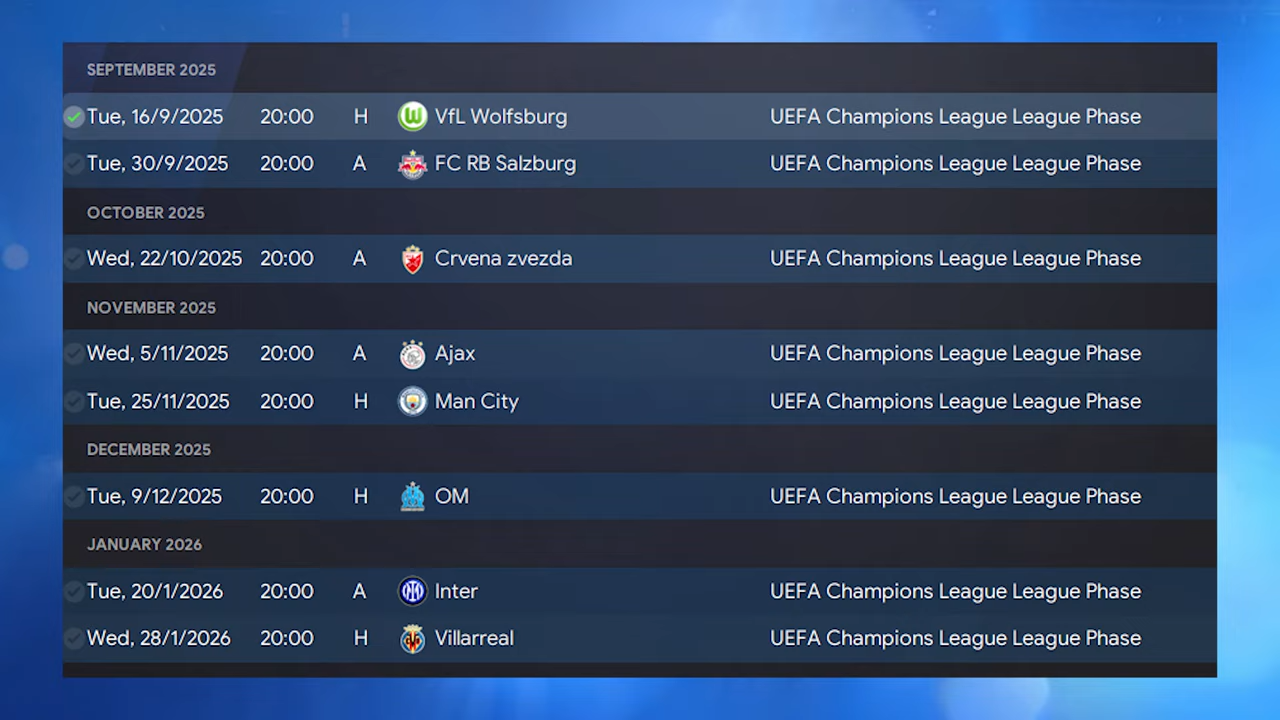 SEPTEMBER 2025
Tue, 16/9/2025 20:00 H VfL Wolfsburg UEFA Champions League League Phase
Tue, 30/9/2025 20:00 A FC RB Salzburg UEFA Champions League League Phase
OCTOBER 2025
Wed, 22/10/2025 20:00 A Crvena zvezda UEFA Champions League League Phase
NOVEMBER 2025
Wed, 5/11/2025 20:00 A Ajax UEFA Champions League League Phase
Tue, 25/11/2025 20:00 H Man City UEFA Champions League League Phase
DECEMBER 2025
Tue, 9/12/2025 20:00 H OM UEFA Champions League League Phase
JANUARY 2026
Tue, 20/1/2026 20:00 A Inter UEFA Champions League League Phase
Wed, 28/1/2026 20:00 H Villarreal UEFA Champions League League Phase